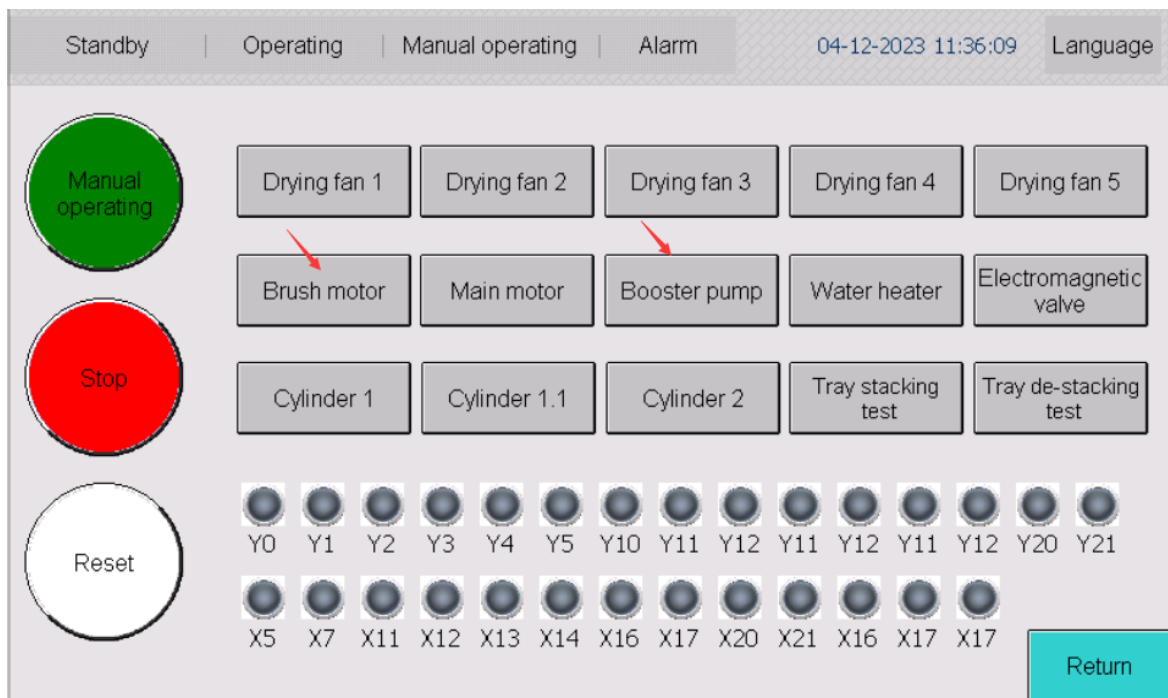 Standby | Operating | Manual operating | Alarm 04-12-2023 11:36:09 Language
Manual
operating
Drying fan 1 Drying fan 2 Drying fan 3 Drying fan 4 Drying fan 5
Brush motor Main motor Booster pump Water heater Electromagnetic
valve
Stop
Cylinder 1 Cylinder 1.1 Cylinder 2 Tray stacking
test
Tray de-stacking
test
Reset
Y0 Y1 Y2 Y3 Y4 Y5 Y10 Y11 Y12 Y11 Y12 Y11 Y12 Y20 Y21
X5 X7 X11 X12 X13 X14 X16 X17 X20 X21 X16 X17 X17
Return